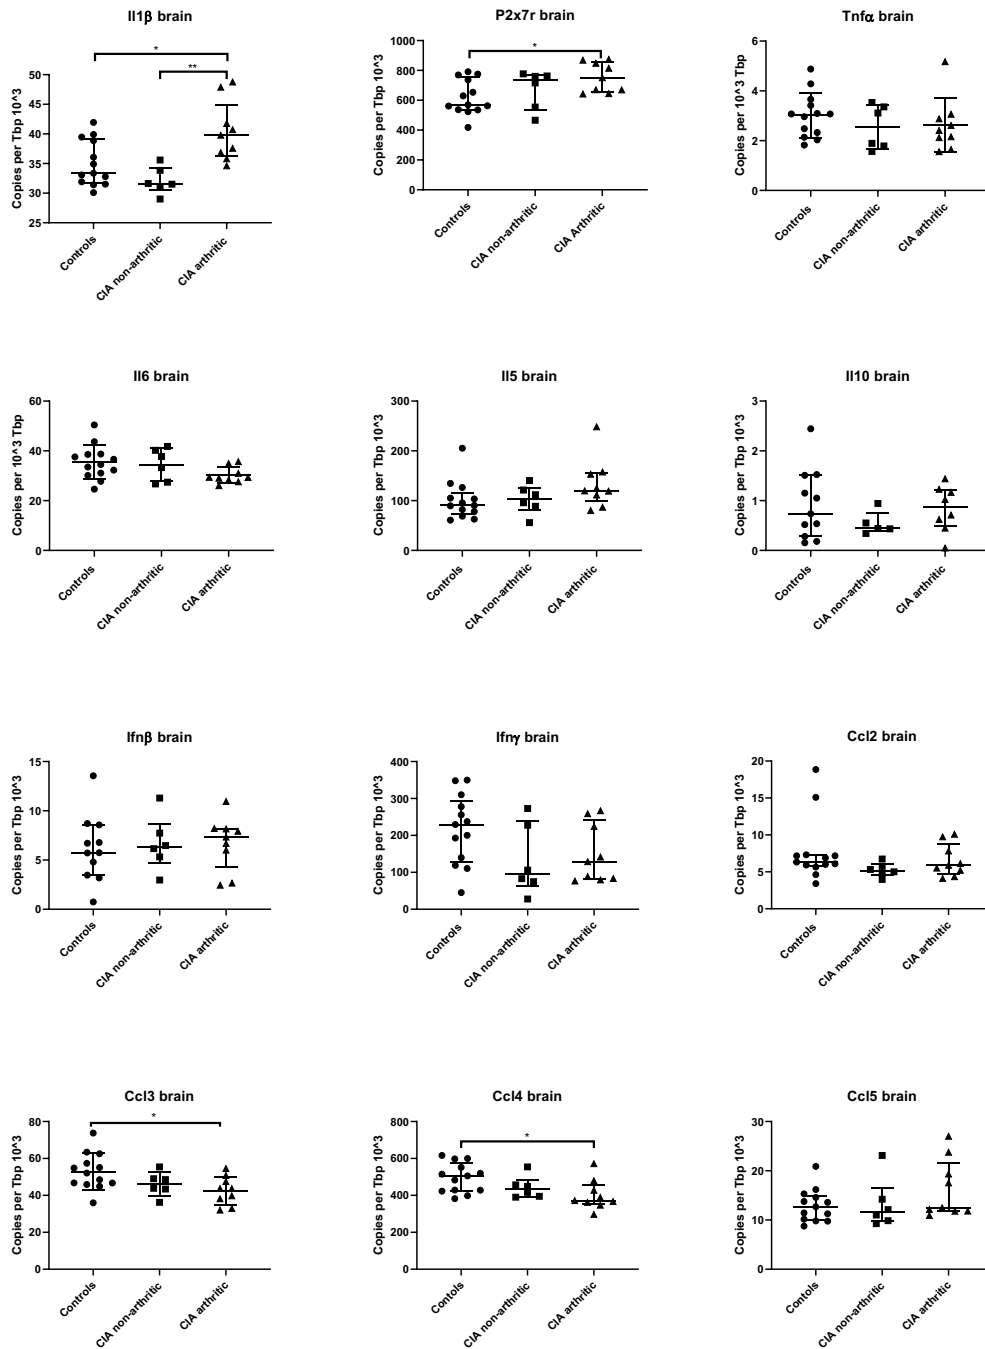 Il1β brain
Copies per Tbp 10^3
50
45
40
35
30
25
*
**
Controls
CIA non-arthritic
CIA arthritic
P2x7r brain
Copies per Tbp 10^3
1000
800
600
400
200
0
*
Controls
CIA non-arthritic
CIA Arthritic
Tnfα brain
Copies per 10^3 Tbp
6
4
2
0
Controls
CIA non-arthritic
CIA arthritic
Il6 brain
Copies per 10^3 Tbp
60
40
20
0
Controls
CIA non-arthritic
CIA arthritic
Il5 brain
Copies per Tbp 10^3
300
200
100
0
Controls
CIA non-arthritic
CIA arthritic
Il10 brain
Copies per Tbp 10^3
3
2
1
0
Controls
CIA non-arthritic
CIA arthritic
Ifnβ brain
Copies per Tbp 10^3
15
10
5
0
Controls
CIA non-arthritic
CIA arthritic
Ifnγ brain
Copies per Tbp 10^3
400
300
200
100
0
Controls
CIA non-arthritic
CIA arthritic
Ccl2 brain
Copies per Tbp 10^3
20
15
10
5
0
Controls
CIA non-arthritic
CIA arthritic
Ccl3 brain
Copies per Tbp 10^3
80
60
40
20
0
*
Contols
CIA non-arthritic
CIA arthritic
Ccl4 brain
Copies per Tbp 10^3
800
600
400
200
0
*
Controls
CIA non-arthritic
CIA arthritic
Ccl5 brain
Copies per Tbp 10^3
30
20
10
0
Controls
CIA non-arthritic
CIA arthritic